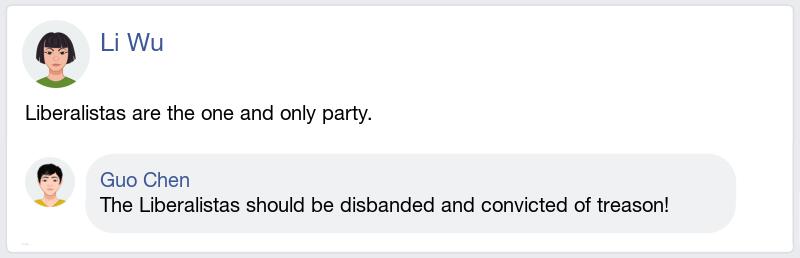 Li Wu
Liberalistas are the one and only party.
Guo Chen
The Liberalistas should be disbanded and convicted of treason!